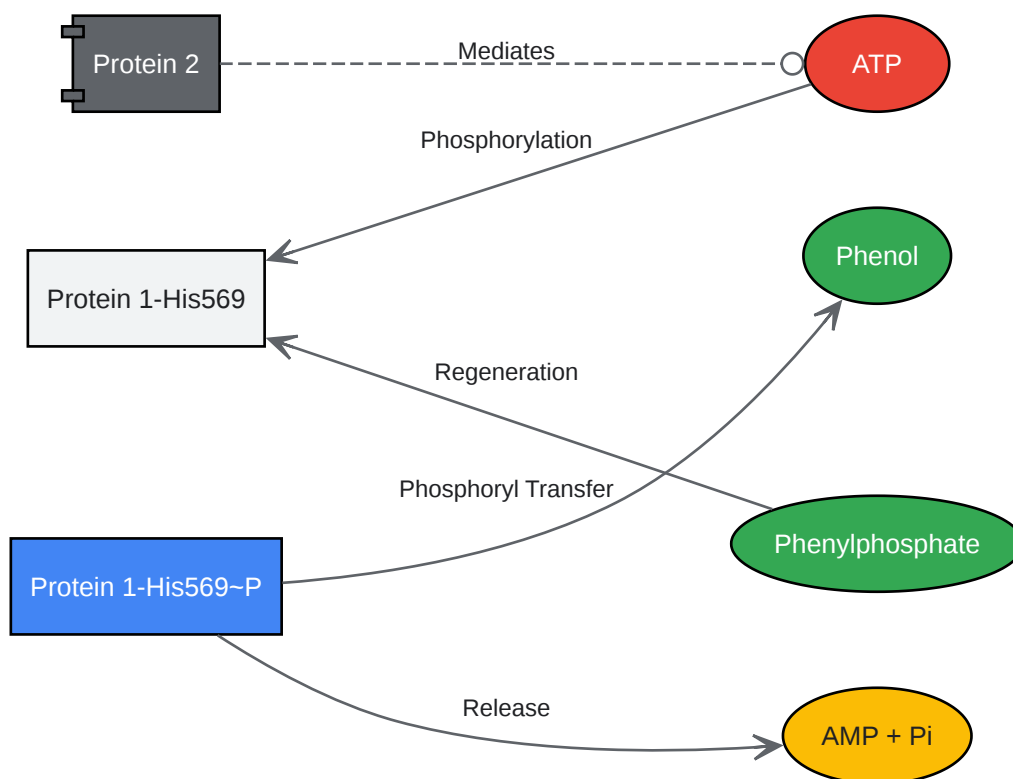 Protein 2
Mediates
ATP
Phosphorylation
Phenol
Protein 1-His569
Regeneration
Phosphoryl Transfer
Phenylphosphate
Protein 1-His569~P
Release
AMP + Pi